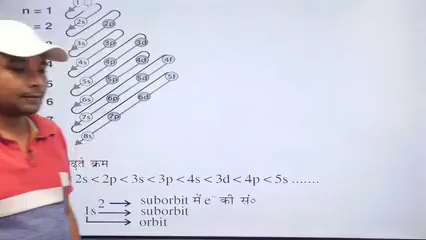 n = 1
1s
= 2
2s 2p
3s 3p 3d
4s 4p 4d 4f
5s 5p 5d 5f
6s 6p 6d
7s 7p
8s
ढ़ते क्रम
2s < 2p < 3s < 3p < 4s < 3d < 4p < 5s .......
2 → suborbit में e⁻ की सं०
1s → suborbit
→ orbit